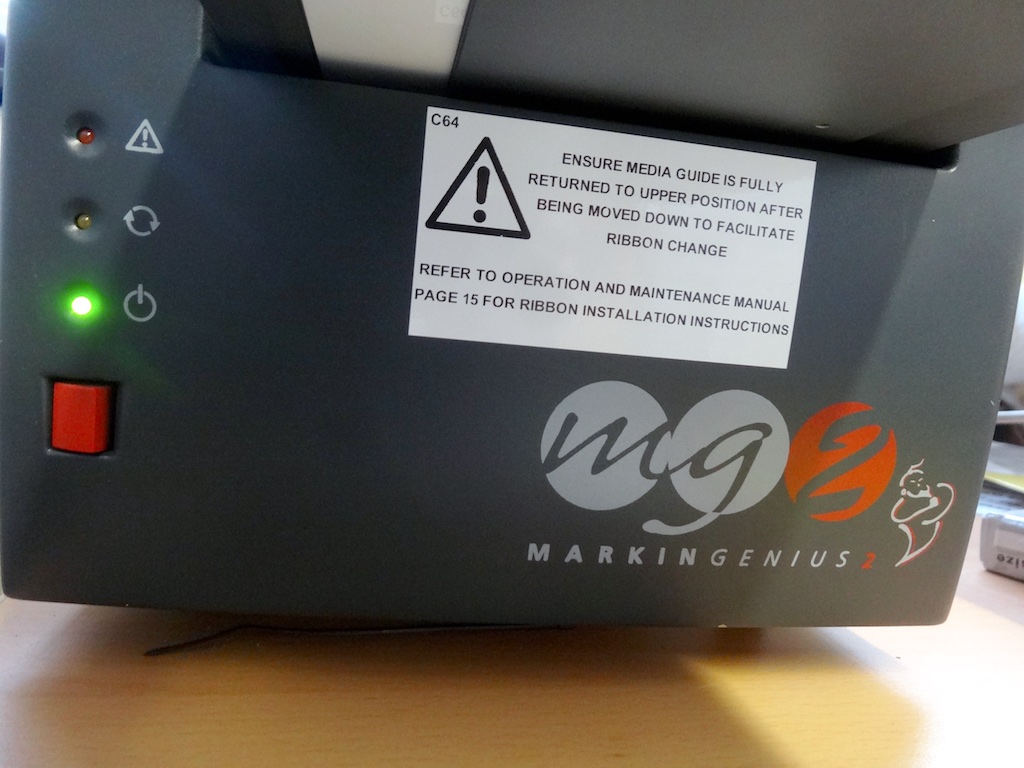 C64
ENSURE MEDIA GUIDE IS FULLY
RETURNED TO UPPER POSITION AFTER
BEING MOVED DOWN TO FACILITATE
RIBBON CHANGE
REFER TO OPERATION AND MAINTENANCE MANUAL
PAGE 15 FOR RIBBON INSTALLATION INSTRUCTIONS
mg2
MARKINGENIUS 2
size